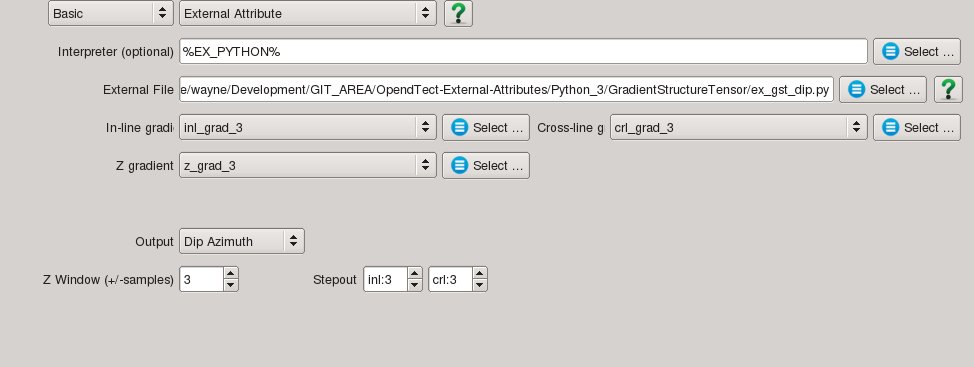 Basic External Attribute ?
Interpreter (optional) %EX_PYTHON% Select ...
External File e/wayne/Development/GIT_AREA/OpendTect-External-Attributes/Python_3/GradientStructureTensor/ex_gst_dip.py Select ... ?
In-line gradi inl_grad_3 Select ... Cross-line g crl_grad_3 Select ...
Z gradient z_grad_3 Select ...
Output Dip Azimuth
Z Window (+/-samples) 3 Stepout inl:3 crl:3